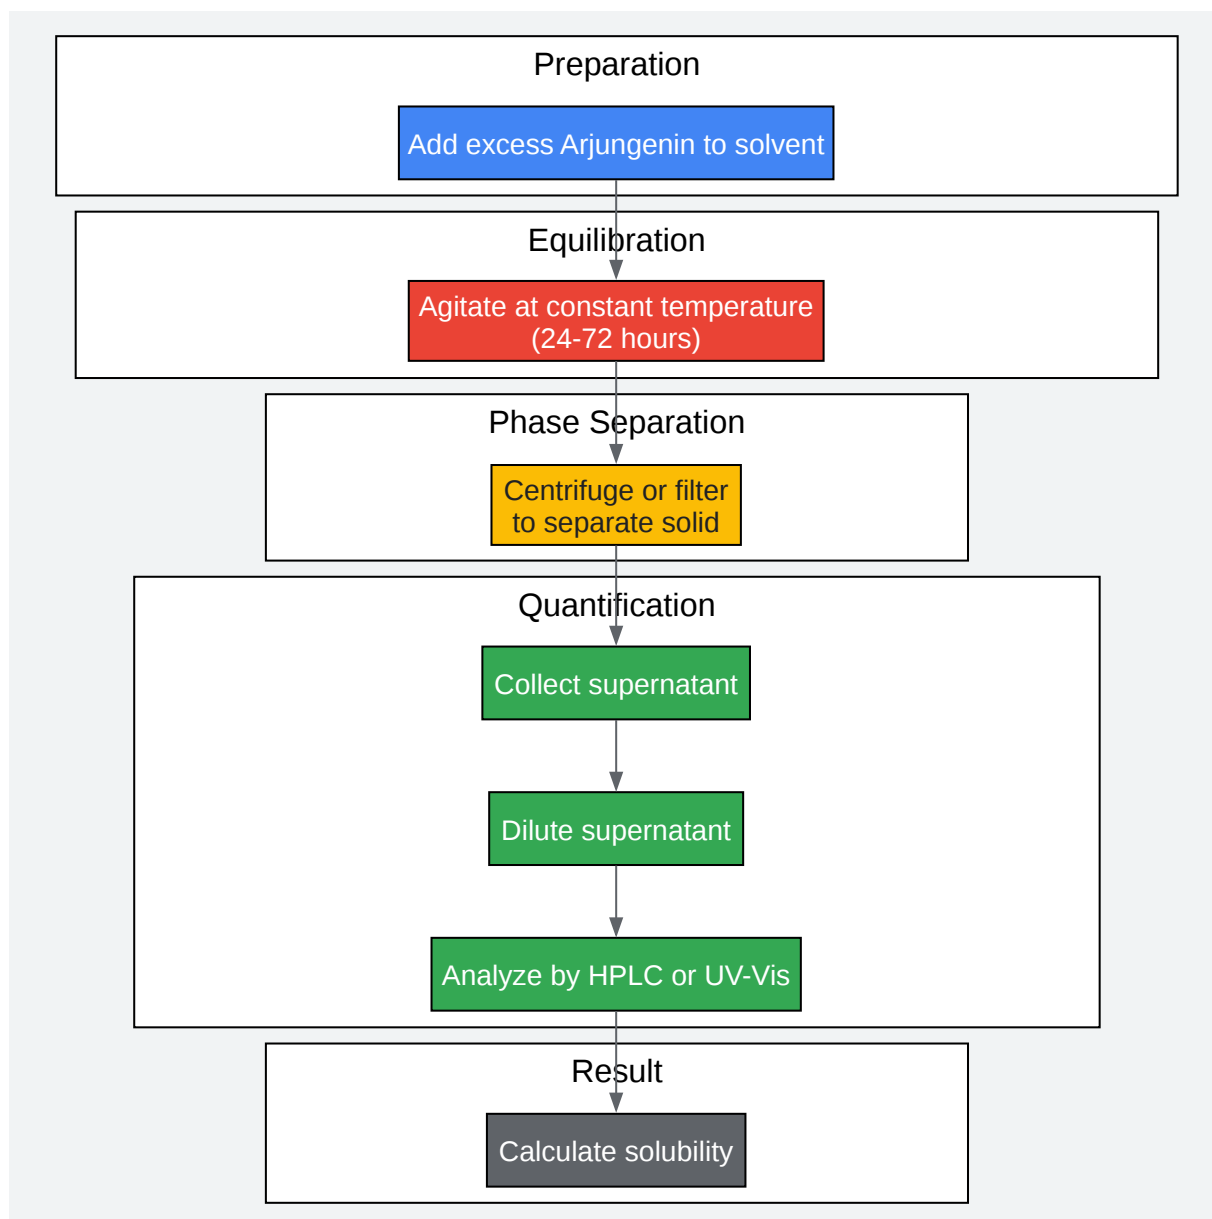 Preparation
Add excess Arjungenin to solvent
Equilibration
Agitate at constant temperature
(24-72 hours)
Phase Separation
Centrifuge or filter
to separate solid
Quantification
Collect supernatant
Dilute supernatant
Analyze by HPLC or UV-Vis
Result
Calculate solubility